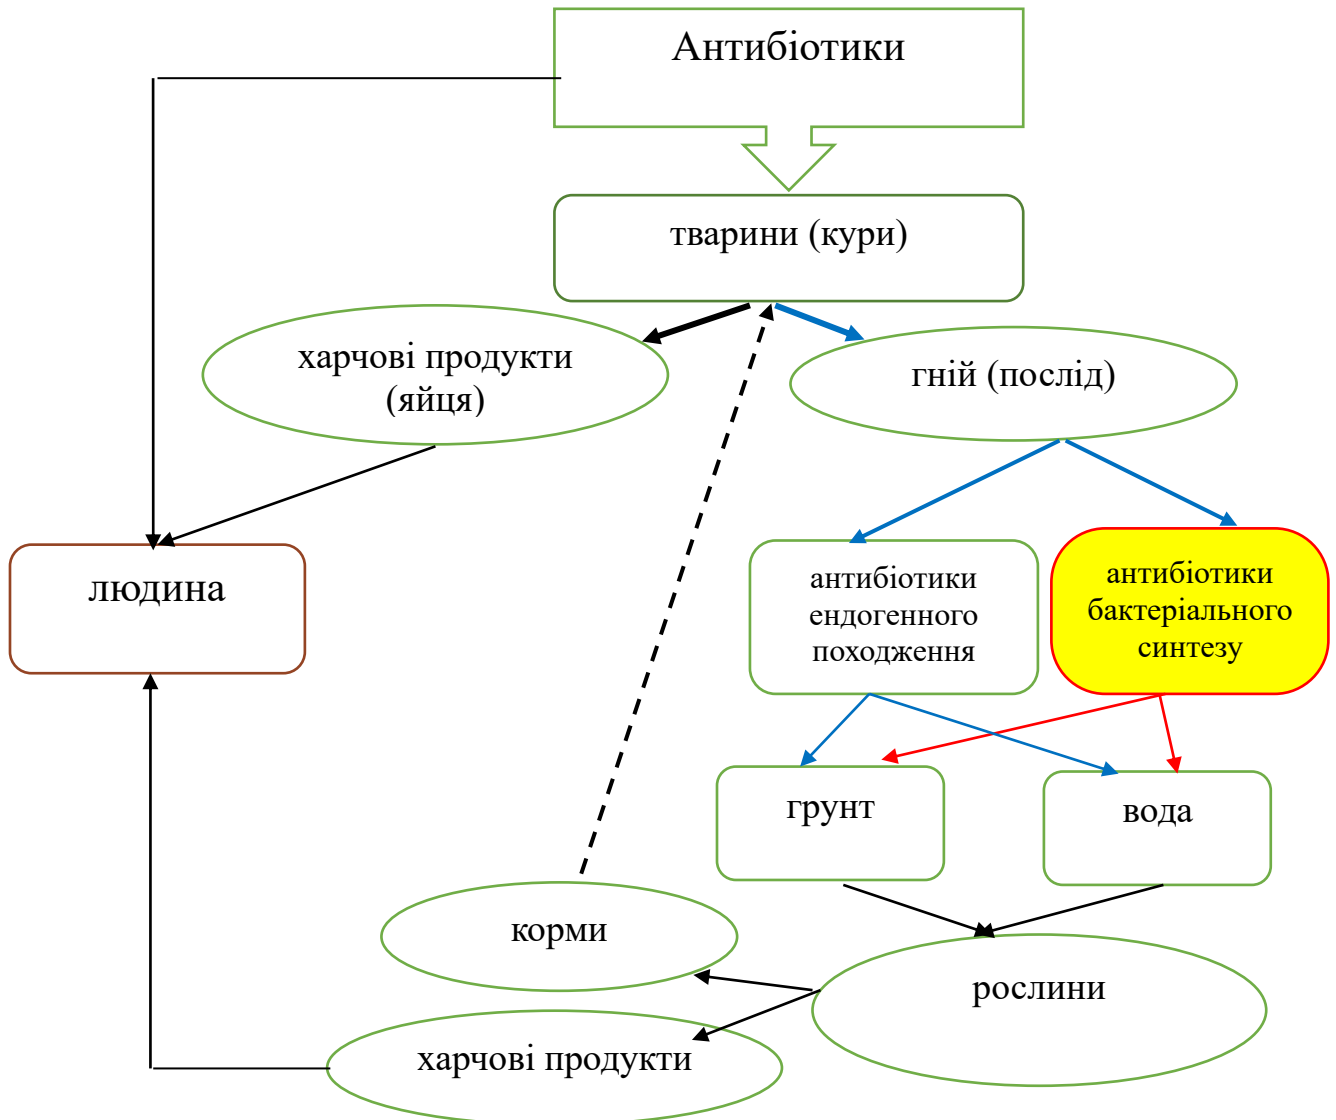 Антибіотики
тварини (кури)
харчові продукти
(яйця)
гній (послід)
людина
антибіотики
ендогенного
походження
антибіотики
бактеріального
синтезу
грунт
вода
корми
рослини
харчові продукти